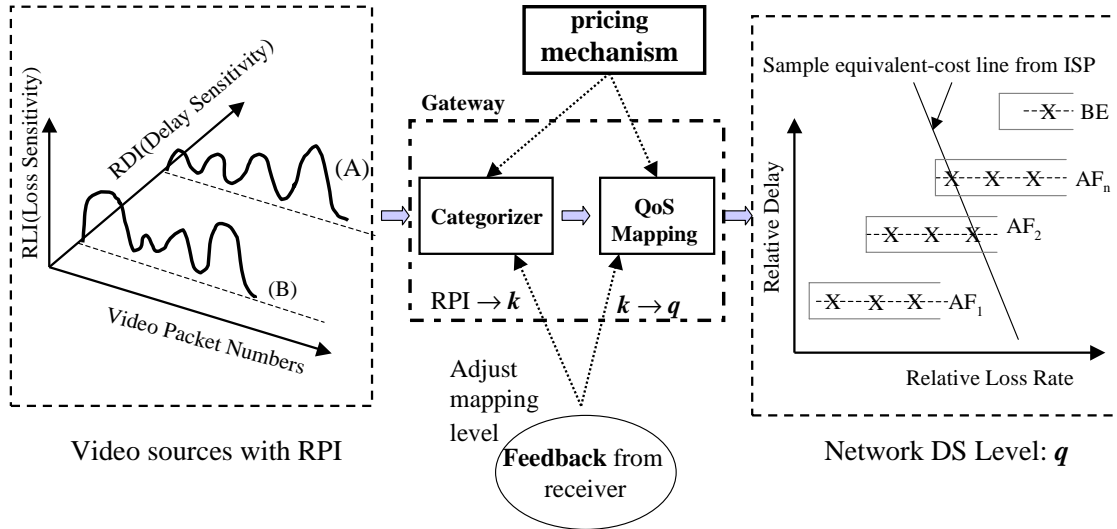 RLI(Loss Sensitivity)
RDI(Delay Sensitivity)
(A)
(B)
Video Packet Numbers
Video sources with RPI
pricing
mechanism
Gateway
Categorizer
QoS
Mapping
RPI → k
k → q
Adjust
mapping
level
Feedback from
receiver
Sample equivalent-cost line from ISP
X
BE
X X X
AFn
X X X
AF2
X X X
AF1
Relative Delay
Relative Loss Rate
Network DS Level: q